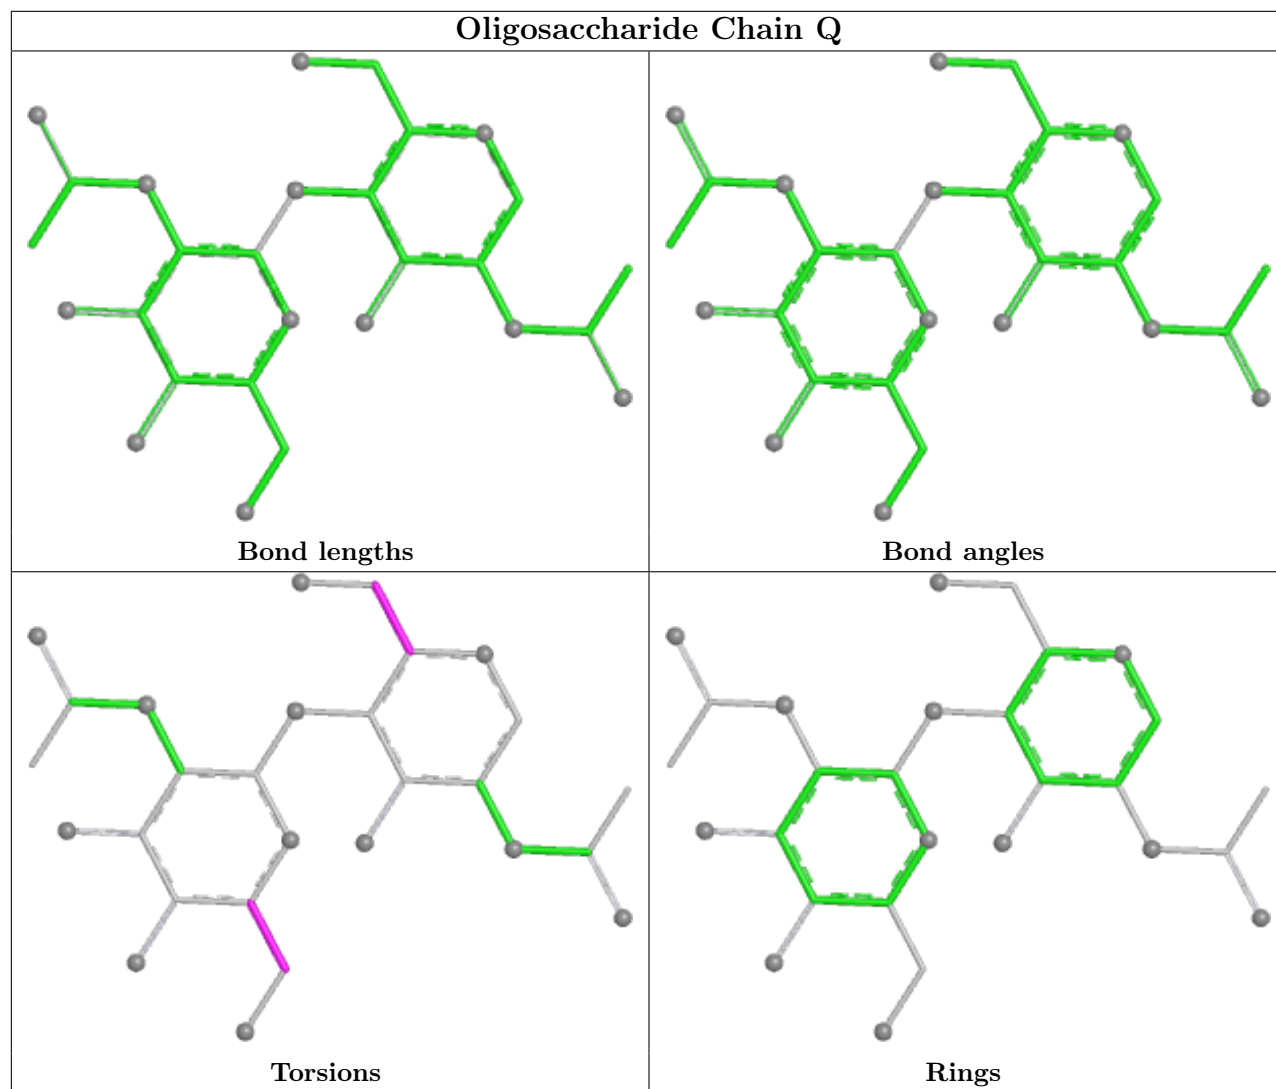 Oligosaccharide Chain Q
Bond lengths
Bond angles
Torsions
Rings